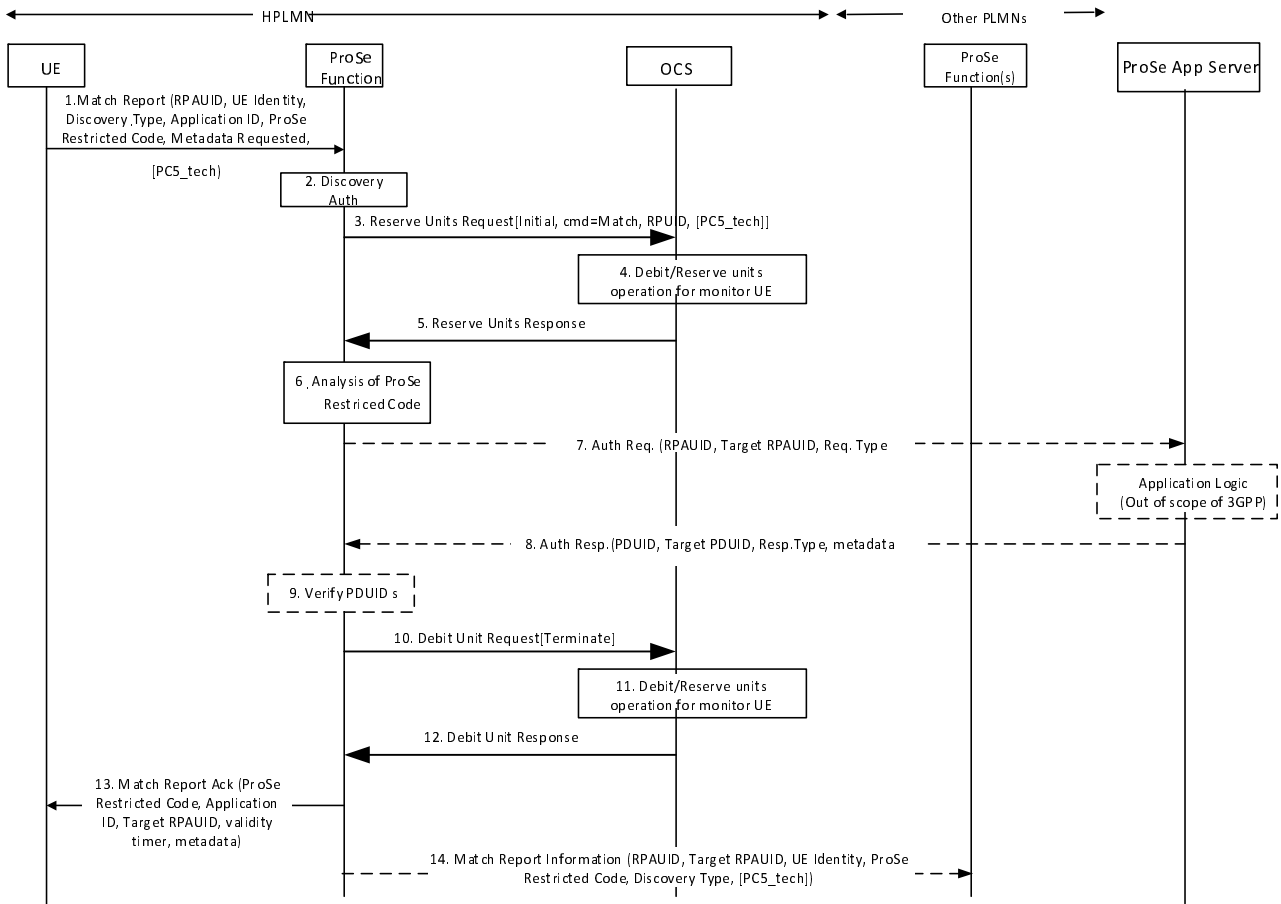 HPLMN
Other PLMNs
UE
ProSe
Function
OCS
ProSe
Function(s)
ProSe App Server
1.Match Report (RPAUID, UE Identity,
Discovery Type, Application ID, ProSe
Restricted Code, Metadata Requested,
[PC5_tech)
2. Discovery
Auth
3. Reserve Units Request[Initial, cmd=Match, RPUID, [PC5_tech]]
4. Debit/Reserve units
operation for monitor UE
5. Reserve Units Response
6. Analysis of ProSe
Restriced Code
7. Auth Req. (RPAUID, Target RPAUID, Req. Type
Application Logic
(Out of scope of 3GPP)
8. Auth Resp.(PDUID, Target PDUID, Resp.Type, metadata
9. Verify PDUIDs
10. Debit Unit Request[Terminate]
11. Debit/Reserve units
operation for monitor UE
12. Debit Unit Response
13. Match Report Ack (ProSe
Restricted Code, Application
ID, Target RPAUID, validity
timer, metadata)
14. Match Report Information (RPAUID, Target RPAUID, UE Identity, ProSe
Restricted Code, Discovery Type, [PC5_tech])